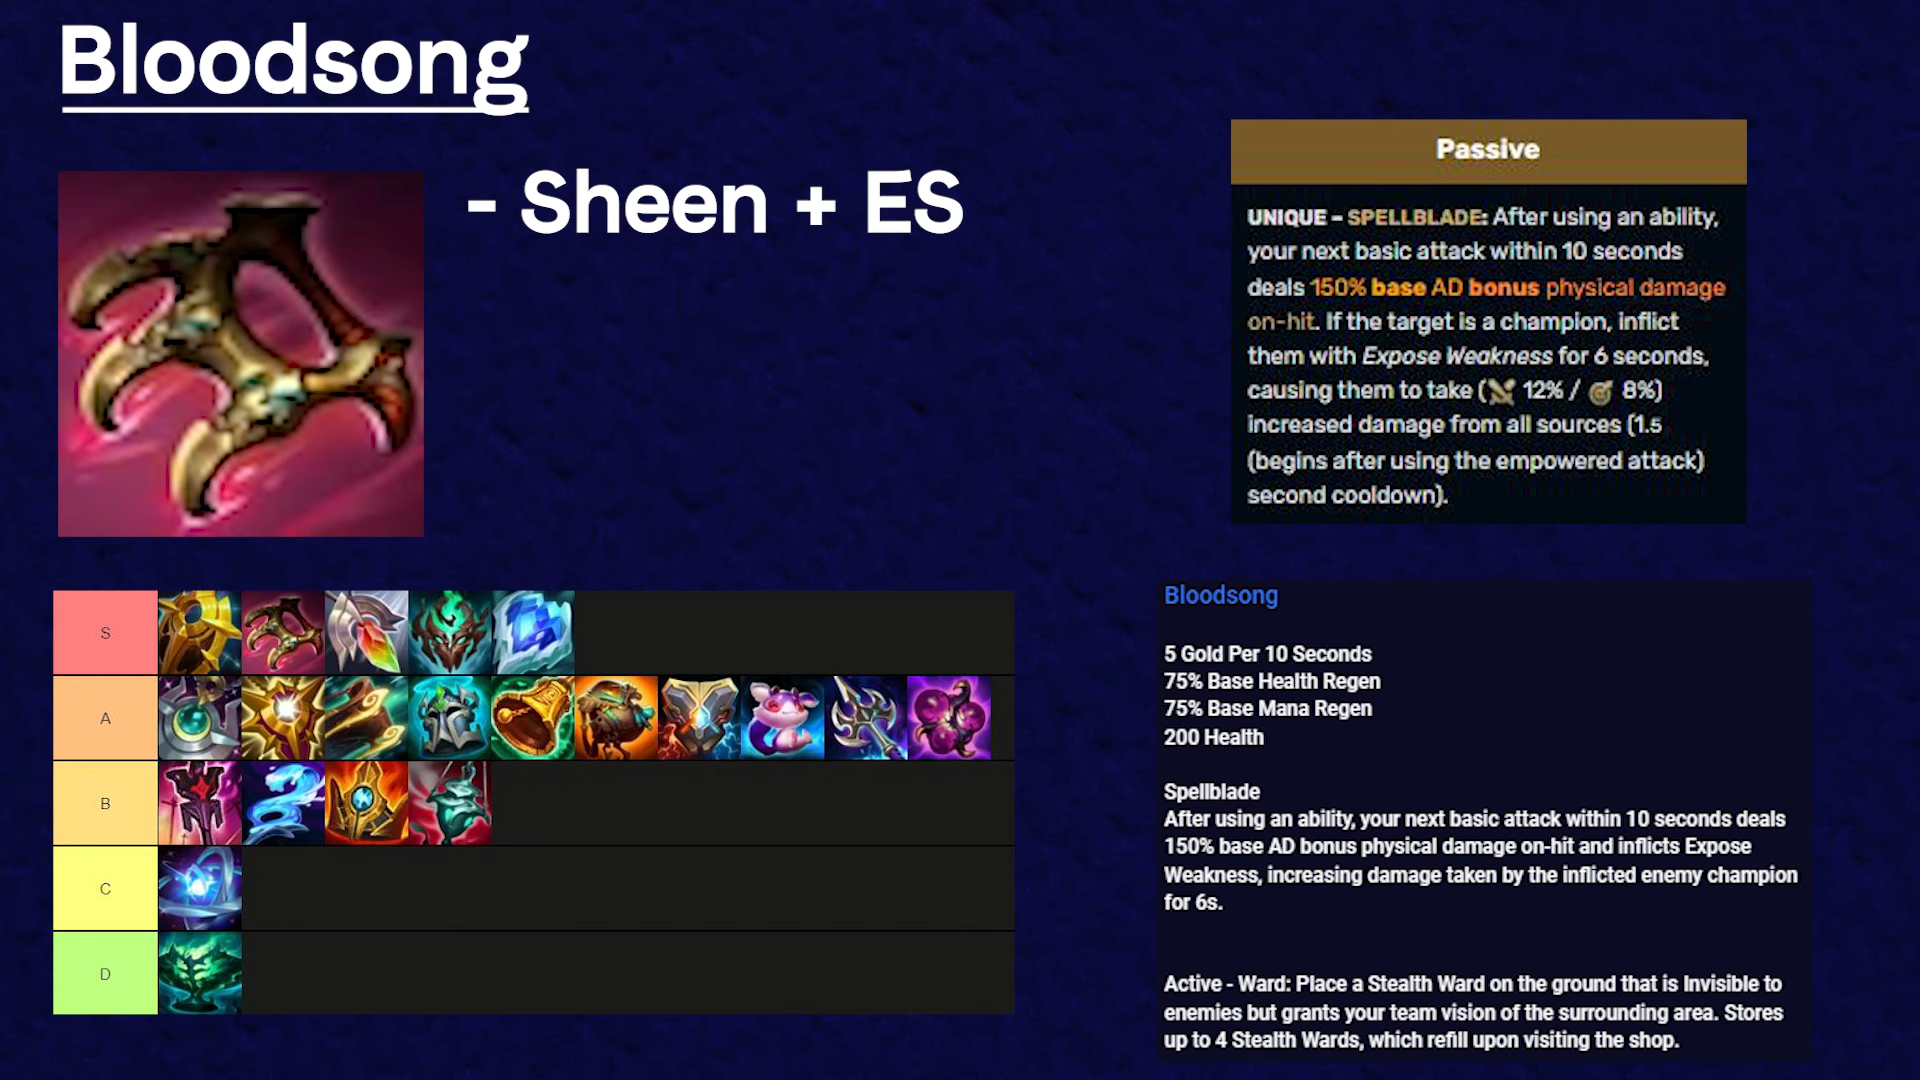 Bloodsong
- Sheen + ES
Passive
UNIQUE – SPELLBLADE: After using an ability,
your next basic attack within 10 seconds
deals 150% base AD bonus physical damage
on-hit. If the target is a champion, inflict
them with Expose Weakness for 6 seconds,
causing them to take ( 12% / 8%)
increased damage from all sources (1.5
(begins after using the empowered attack)
second cooldown).
S
A
B
C
D
Bloodsong
5 Gold Per 10 Seconds
75% Base Health Regen
75% Base Mana Regen
200 Health
Spellblade
After using an ability, your next basic attack within 10 seconds deals
150% base AD bonus physical damage on-hit and inflicts Expose
Weakness, increasing damage taken by the inflicted enemy champion
for 6s.
Active - Ward: Place a Stealth Ward on the ground that is Invisible to
enemies but grants your team vision of the surrounding area. Stores
up to 4 Stealth Wards, which refill upon visiting the shop.